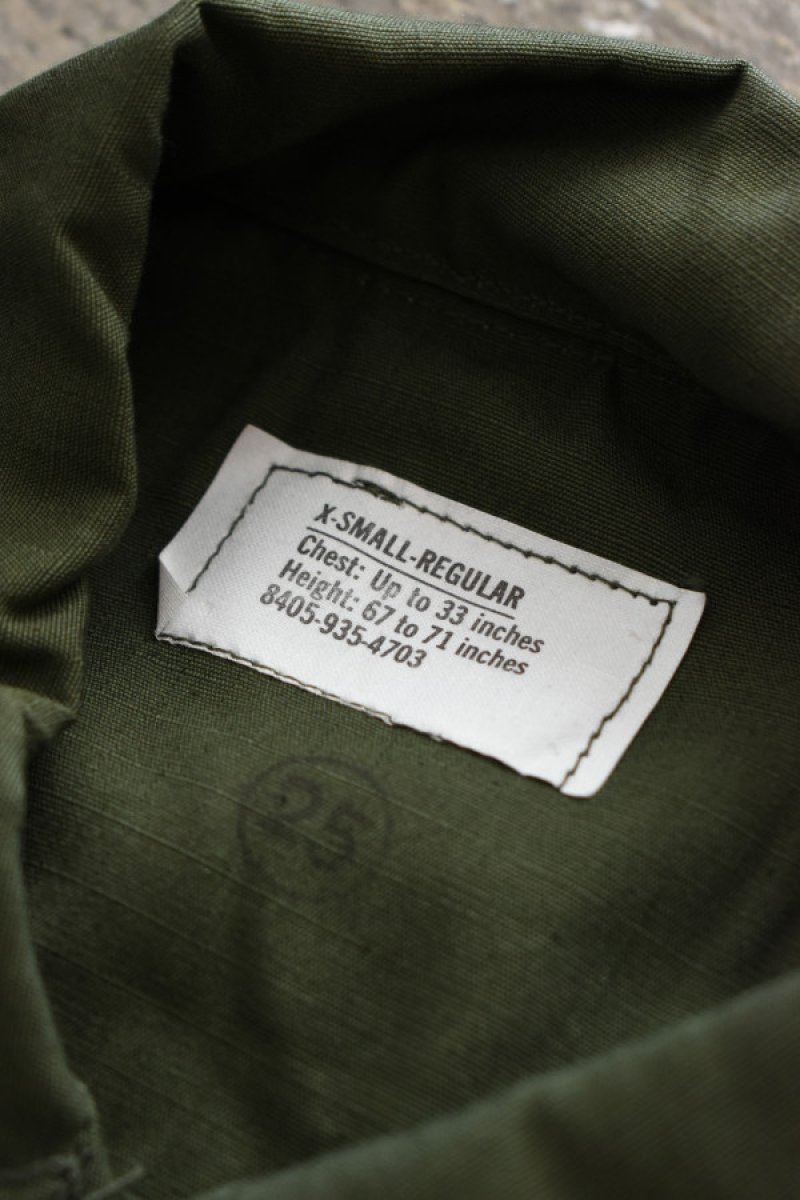 X-SMALL-REGULAR
Chest: Up to 33 inches
Height: 67 to 71 inches
8405-935-4703
25